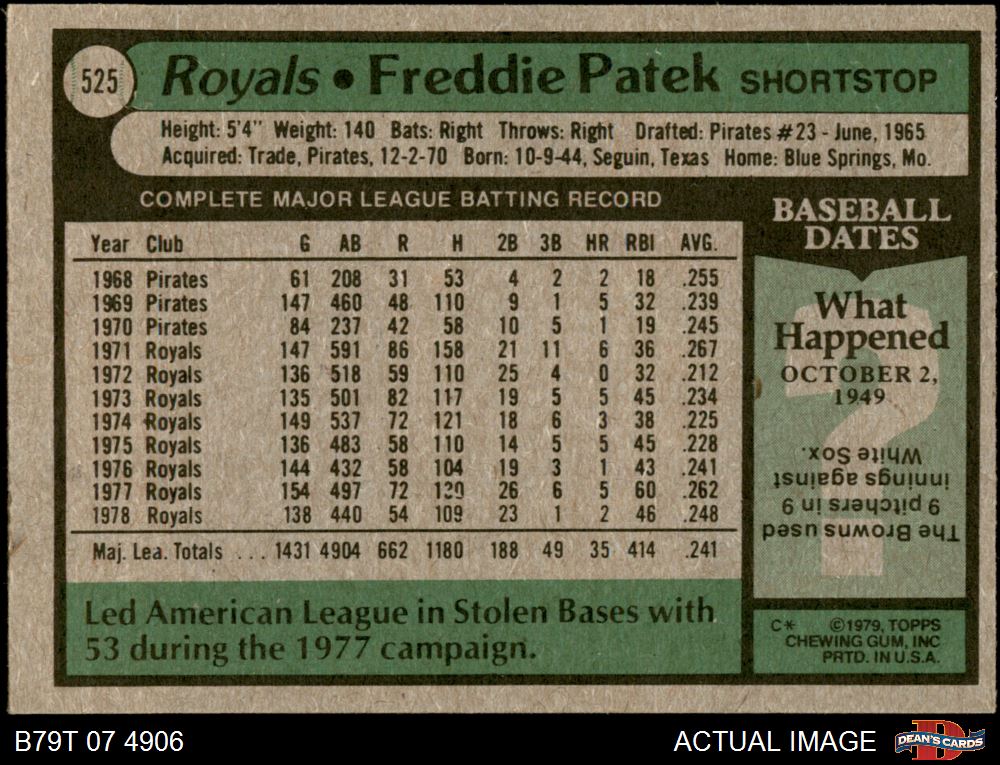 525
Royals • Freddie Patek SHORTSTOP
Height: 5'4" Weight: 140 Bats: Right Throws: Right Drafted: Pirates #23 - June, 1965
Acquired: Trade, Pirates, 12-2-70 Born: 10-9-44, Seguin, Texas Home: Blue Springs, Mo.
COMPLETE MAJOR LEAGUE BATTING RECORD
Year Club G AB R H 2B 3B HR RBI AVG.
1968 Pirates 61 208 31 53 4 2 2 18 .255
1969 Pirates 147 460 48 110 9 1 5 32 .239
1970 Pirates 84 237 42 58 10 5 1 19 .245
1971 Royals 147 591 86 158 21 11 6 36 .267
1972 Royals 136 518 59 110 25 4 0 32 .212
1973 Royals 135 501 82 117 19 5 5 45 .234
1974 Royals 149 537 72 121 18 6 3 38 .225
1975 Royals 136 483 58 110 14 5 5 45 .228
1976 Royals 144 432 58 104 19 3 1 43 .241
1977 Royals 154 497 72 130 26 6 5 60 .262
1978 Royals 138 440 54 109 23 1 2 46 .248
Maj. Lea. Totals . . . 1431 4904 662 1180 188 49 35 414 .241
Led American League in Stolen Bases with
53 during the 1977 campaign.
BASEBALL
DATES
What
Happened
OCTOBER 2,
1949
The Browns used
9 pitchers in 9
innings against
White Sox.
C* ©1979, TOPPS
CHEWING GUM, INC
PRTD. IN U.S.A.
B79T 07 4906
ACTUAL IMAGE
DEAN'S CARDS